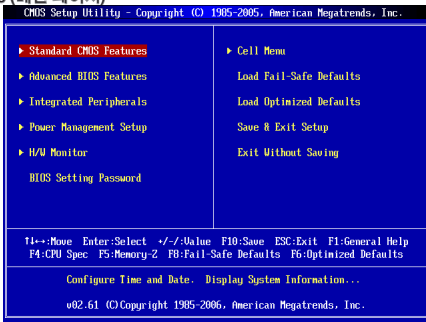 CMOS Setup Utility - Copyright (C) 1985-2005, American Megatrends, Inc.
▶ Standard CMOS Features
▶ Advanced BIOS Features
▶ Integrated Peripherals
▶ Power Management Setup
▶ H/W Monitor
BIOS Setting Password
▶ Cell Menu
Load Fail-Safe Defaults
Load Optimized Defaults
Save & Exit Setup
Exit Without Saving
↑↓←→:Move Enter:Select +/-/:Value F10:Save ESC:Exit F1:General Help
F4:CPU Spec F5:Memory-Z F8:Fail-Safe Defaults F6:Optimized Defaults
Configure Time and Date. Display System Information...
v02.61 (C)Copyright 1985-2006, American Megatrends, Inc.